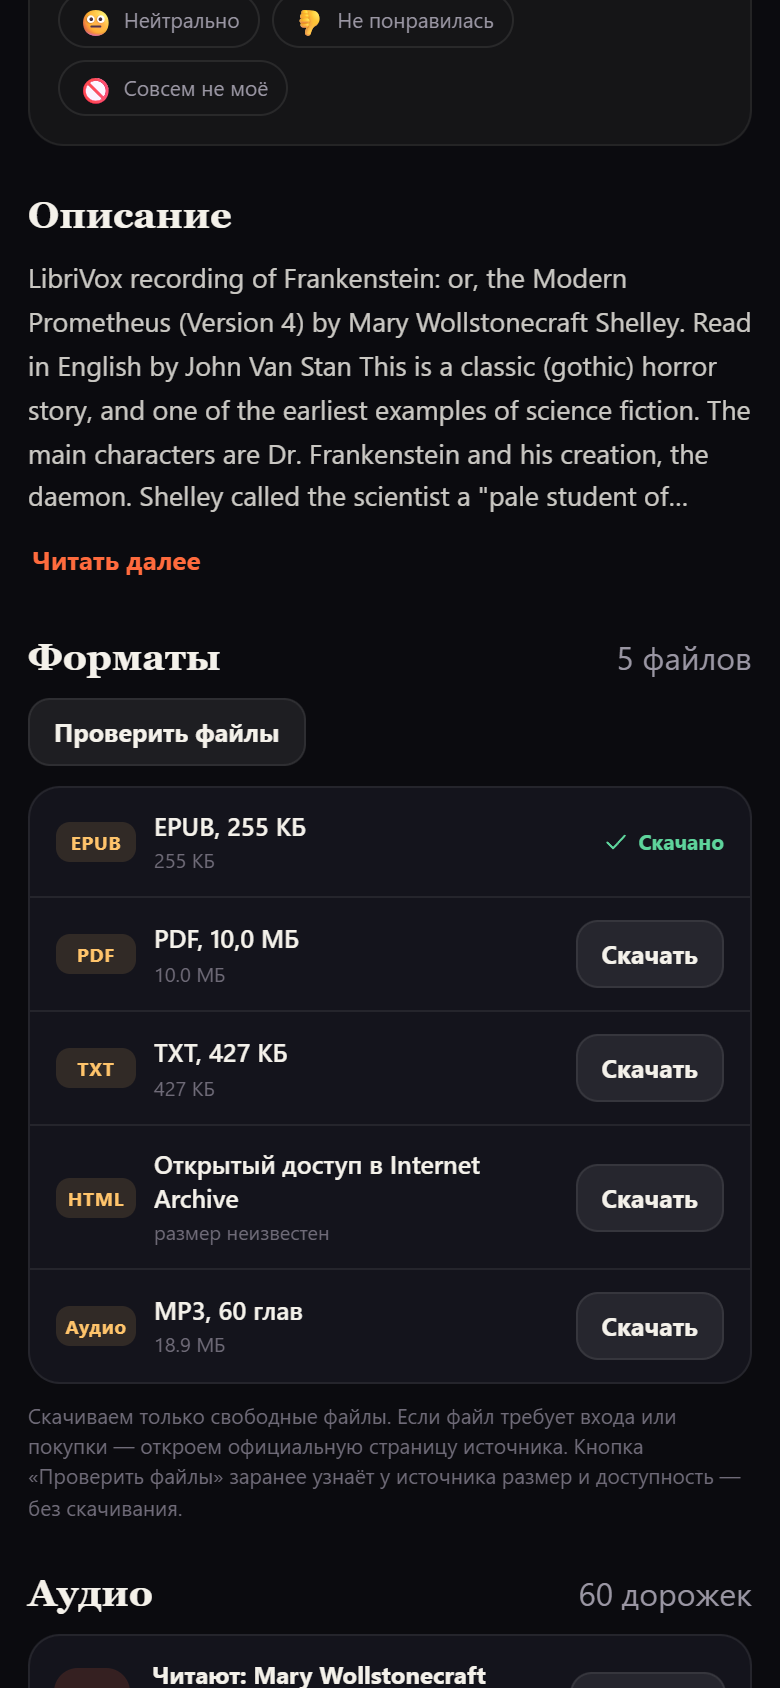 Нейтрально
Не понравилась
Совсем не моё
Описание
LibriVox recording of Frankenstein: or, the Modern
Prometheus (Version 4) by Mary Wollstonecraft Shelley. Read
in English by John Van Stan This is a classic (gothic) horror
story, and one of the earliest examples of science fiction. The
main characters are Dr. Frankenstein and his creation, the
daemon. Shelley called the scientist a "pale student of...
Читать далее
Форматы
5 файлов
Проверить файлы
EPUB
EPUB, 255 КБ
255 КБ
Скачано
PDF
PDF, 10,0 МБ
10.0 МБ
Скачать
TXT
TXT, 427 КБ
427 КБ
Скачать
HTML
Открытый доступ в Internet
Archive
размер неизвестен
Скачать
Аудио
MP3, 60 глав
18.9 МБ
Скачать
Скачиваем только свободные файлы. Если файл требует входа или
покупки — откроем официальную страницу источника. Кнопка
«Проверить файлы» заранее узнаёт у источника размер и доступность —
без скачивания.
Аудио
60 дорожек
Читают: Mary Wollstonecraft